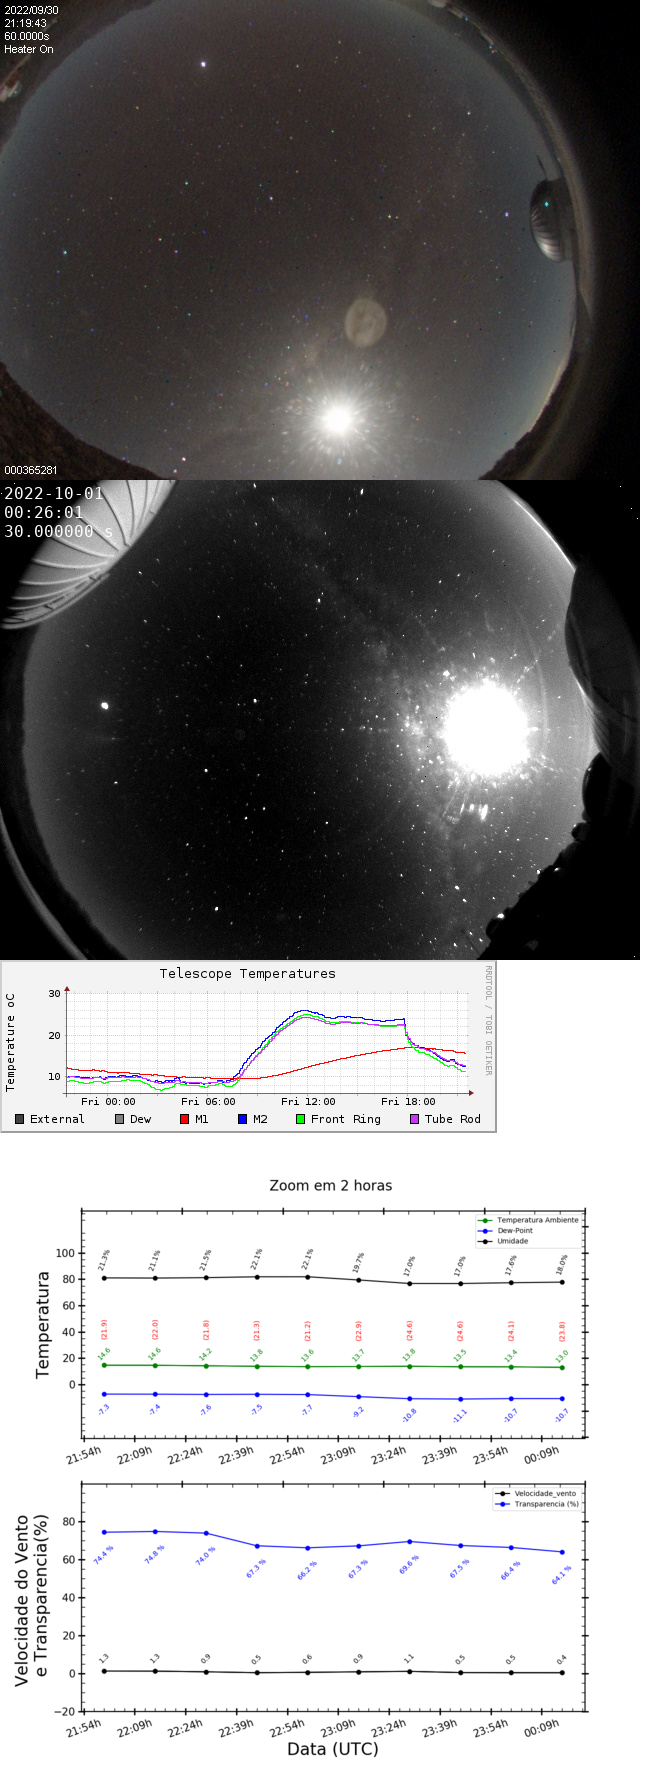 2022/09/30
21:19:43
60.0000s
Heater On
000365281
2022-10-01
00:26:01
30.000000 s
Telescope Temperatures
RRDTOOL / TOBI OETIKER
Temperature oC
30
20
10
Fri 00:00 Fri 06:00 Fri 12:00 Fri 18:00
External Dew M1 M2 Front Ring Tube Rod
Zoom em 2 horas
Temperatura Ambiente
Dew-Point
Umidade
Temperatura
100
80
60
40
20
0
21.3% 21.1% 21.5% 22.1% 22.1% 19.7% 17.0% 17.0% 17.6% 18.0%
(21.9) (22.0) (21.8) (21.3) (21.2) (22.9) (24.6) (24.6) (24.1) (23.8)
14.6 14.6 14.2 13.8 13.6 13.7 13.8 13.5 13.4 13.0
-7.3 -7.4 -7.6 -7.5 -7.7 -9.2 -10.8 -11.1 -10.7 -10.7
21:54h 22:09h 22:24h 22:39h 22:54h 23:09h 23:24h 23:39h 23:54h 00:09h
Velocidade_vento
Transparencia (%)
Velocidade do Vento
e Transparencia(%)
80
60
40
20
0
−20
74.4 % 74.8 % 74.0 % 67.3 % 66.2 % 67.3 % 69.6 % 67.5 % 66.4 % 64.1 %
1.3 1.3 0.9 0.5 0.6 0.9 1.1 0.5 0.5 0.4
21:54h 22:09h 22:24h 22:39h 22:54h 23:09h 23:24h 23:39h 23:54h 00:09h
Data (UTC)